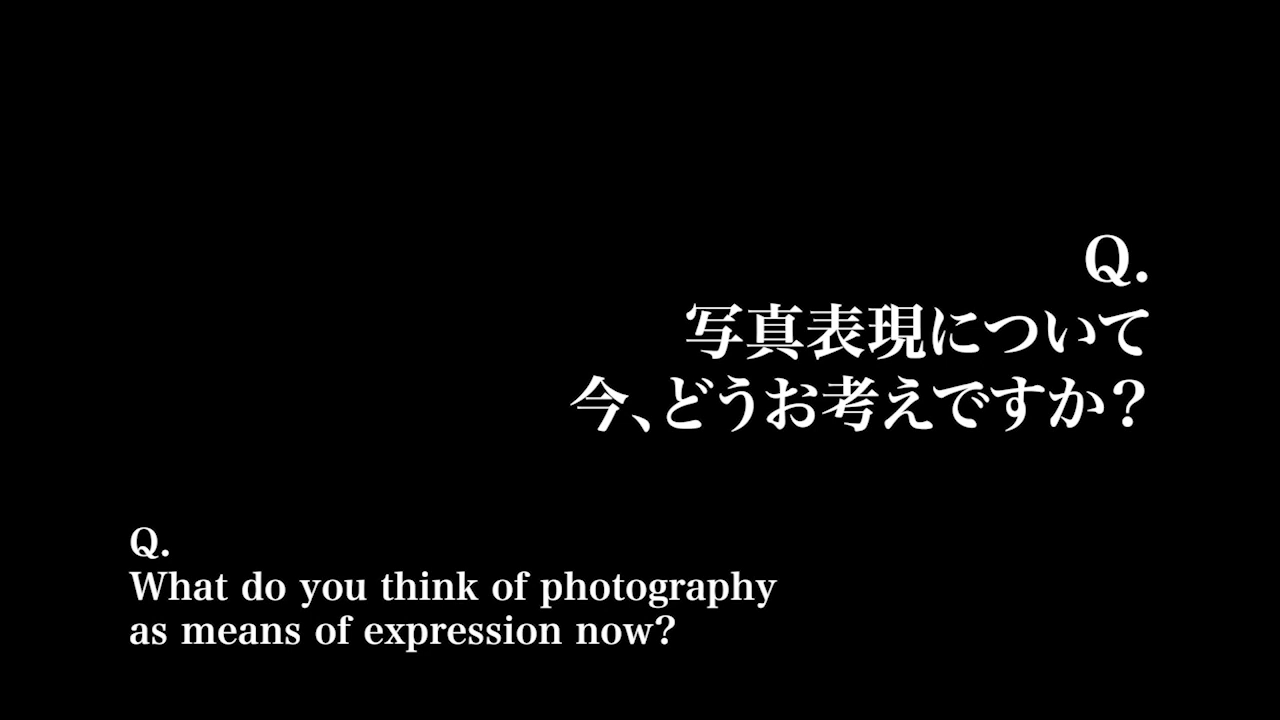 Q.
写真表現について
今、どうお考えですか？
Q.
What do you think of photography
as means of expression now?